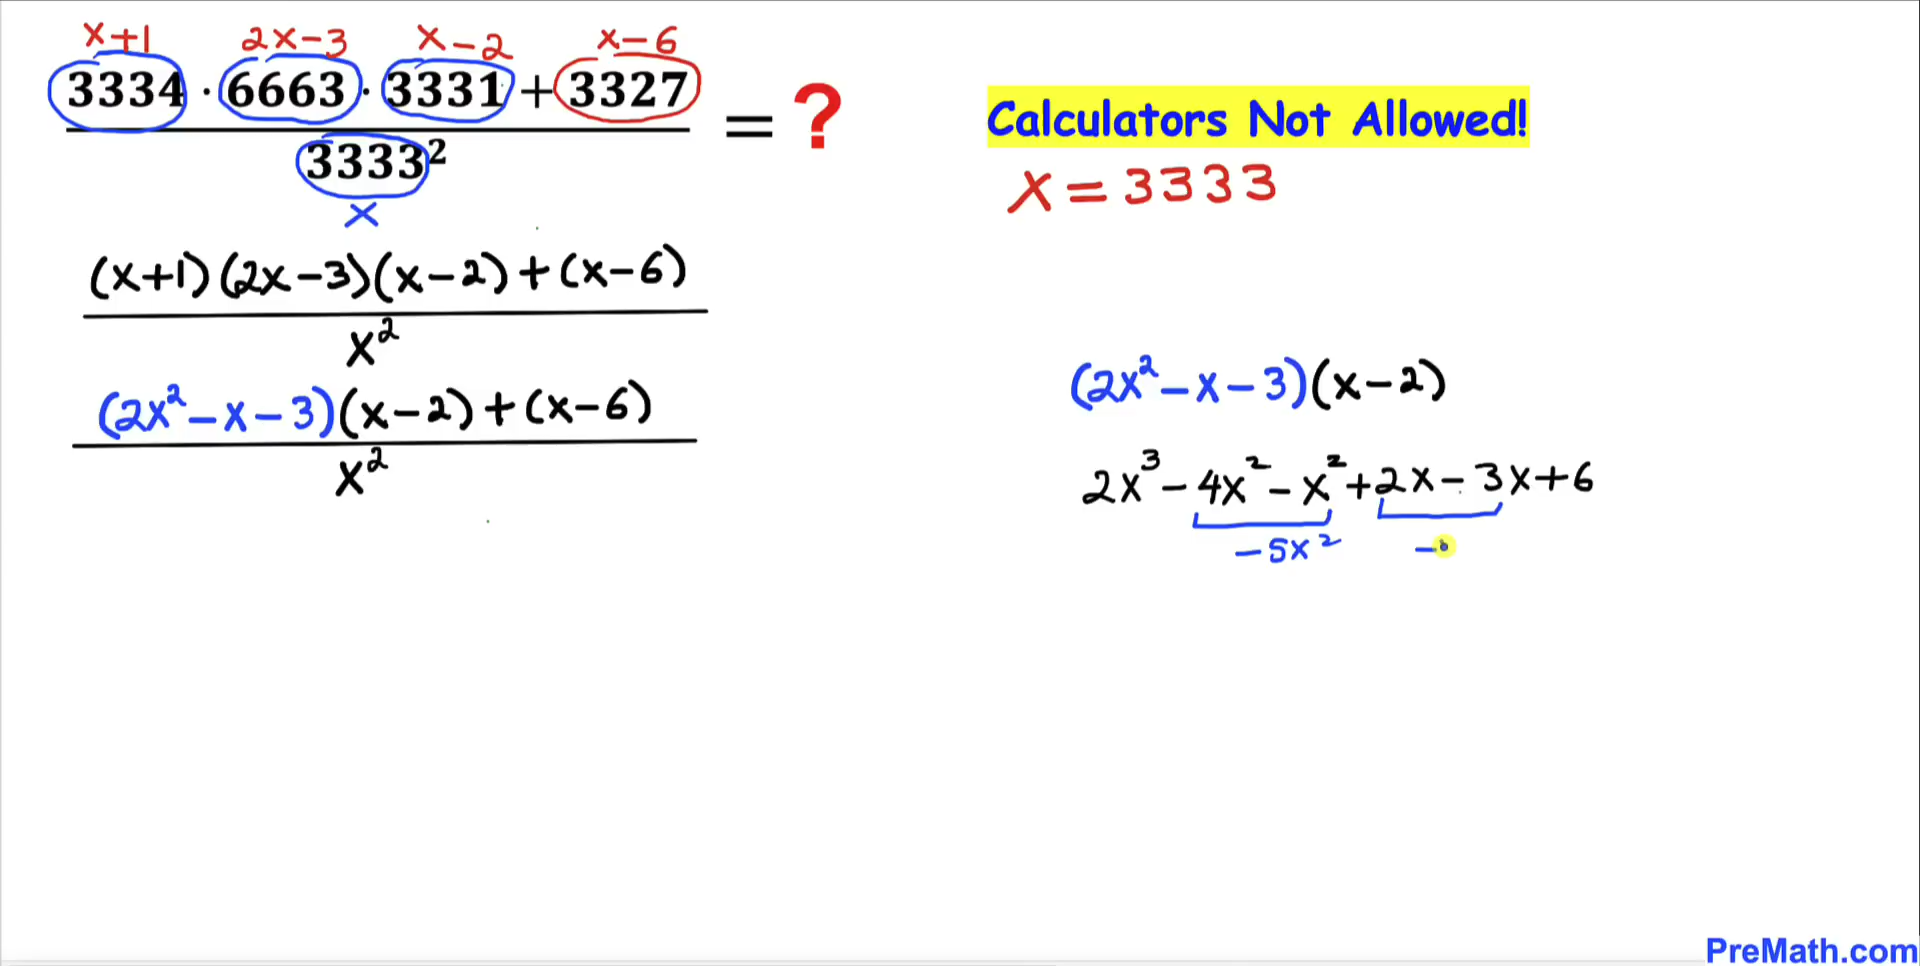 x+1 2x-3 x-2 x-6
3334 · 6663 · 3331 + 3327
3333²
= ?
x
Calculators Not Allowed!
x = 3333
(x+1)(2x-3)(x-2)+(x-6)
x²
(2x²-x-3)(x-2)+(x-6)
x²
(2x²-x-3)(x-2)
2x³-4x²-x²+2x-3x+6
-5x² -
PreMath.com